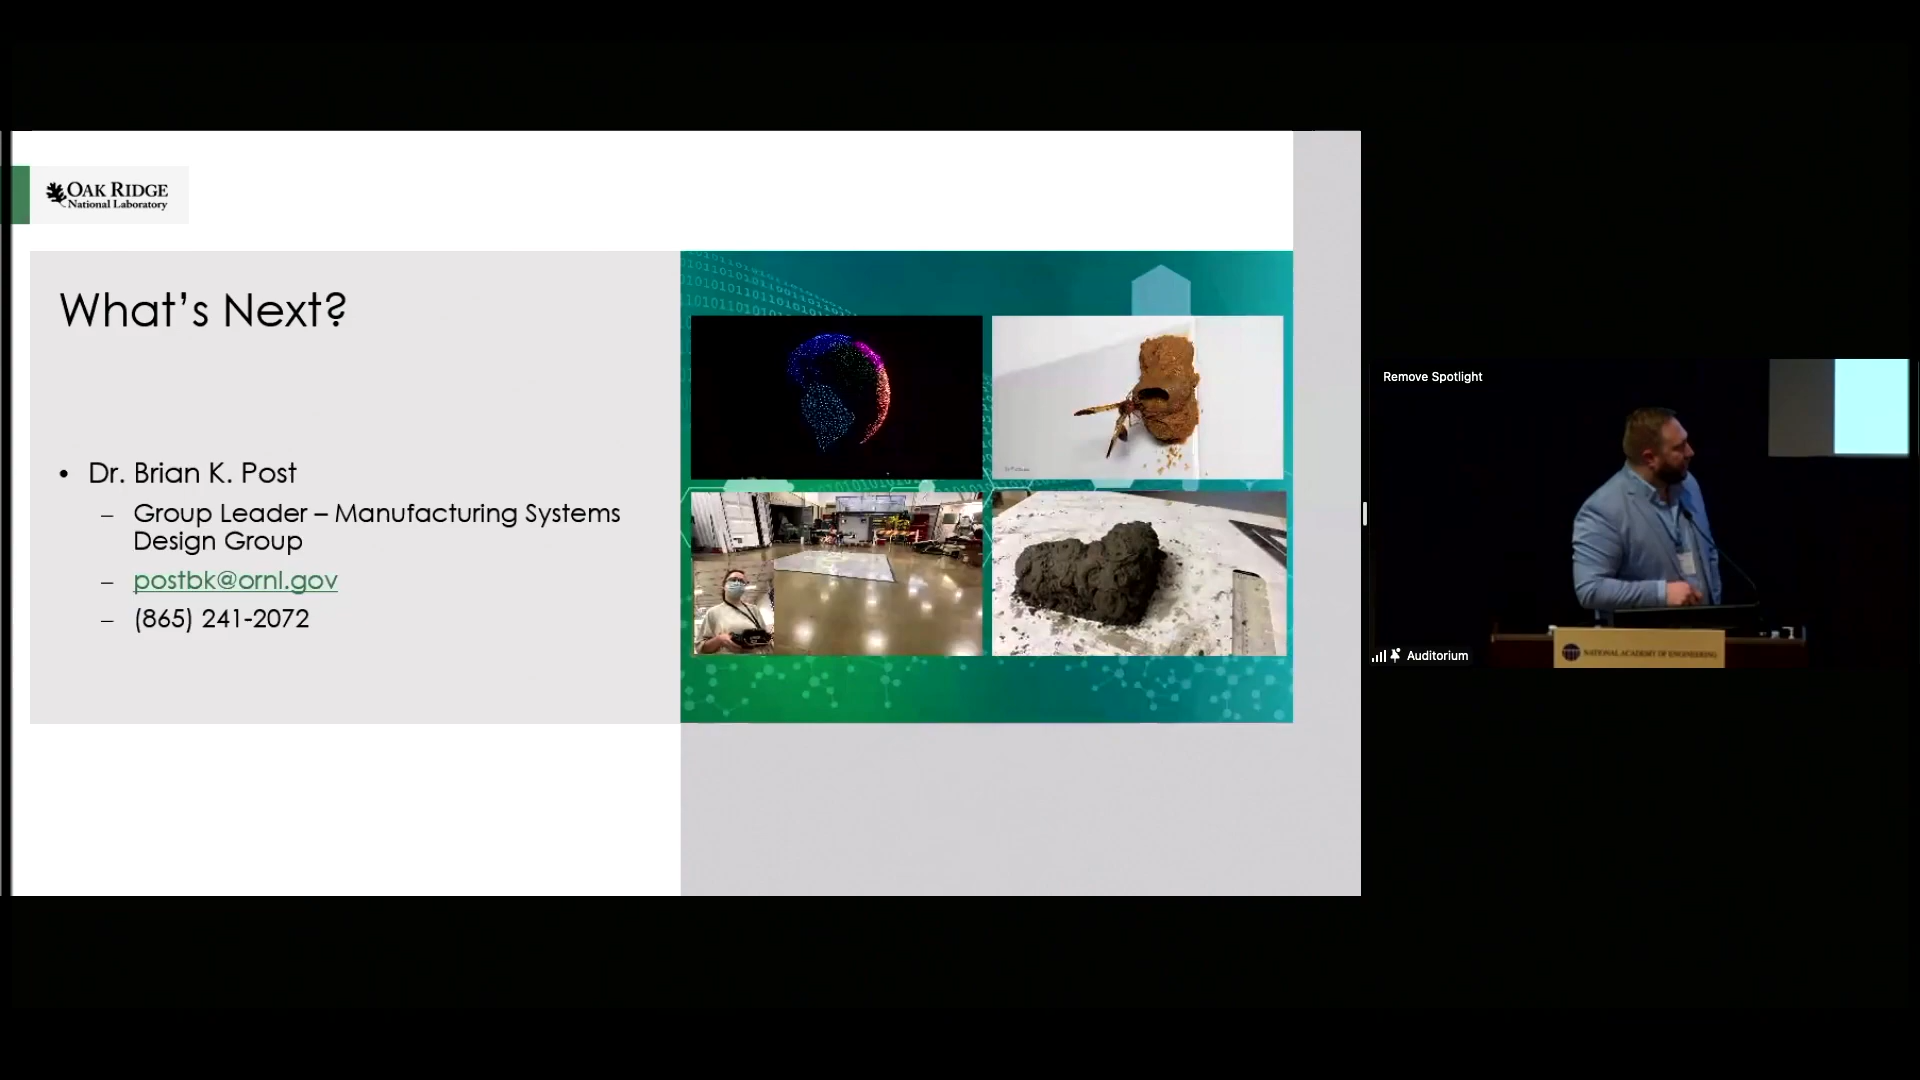 OAK RIDGE
National Laboratory
What's Next?
• Dr. Brian K. Post
– Group Leader – Manufacturing Systems
Design Group
– postbk@ornl.gov
– (865) 241-2072
Remove Spotlight
Auditorium
NATIONAL ACADEMY OF ENGINEERING